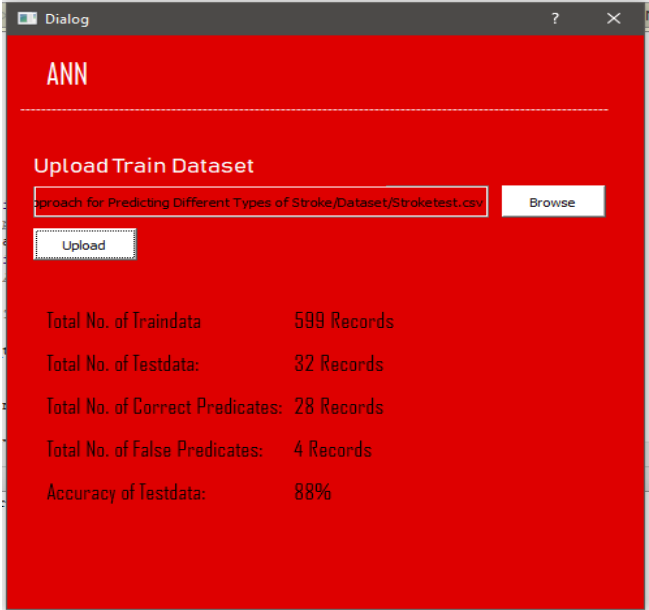 Dialog
?
ANN
Upload Train Dataset
pproach for Predicting Different Types of Stroke/Dataset/Stroketest.csv
Browse
Upload
Total No. of Traindata 599 Records
Total No. of Testdata: 32 Records
Total No. of Correct Predicates: 28 Records
Total No. of False Predicates: 4 Records
Accuracy of Testdata: 88%